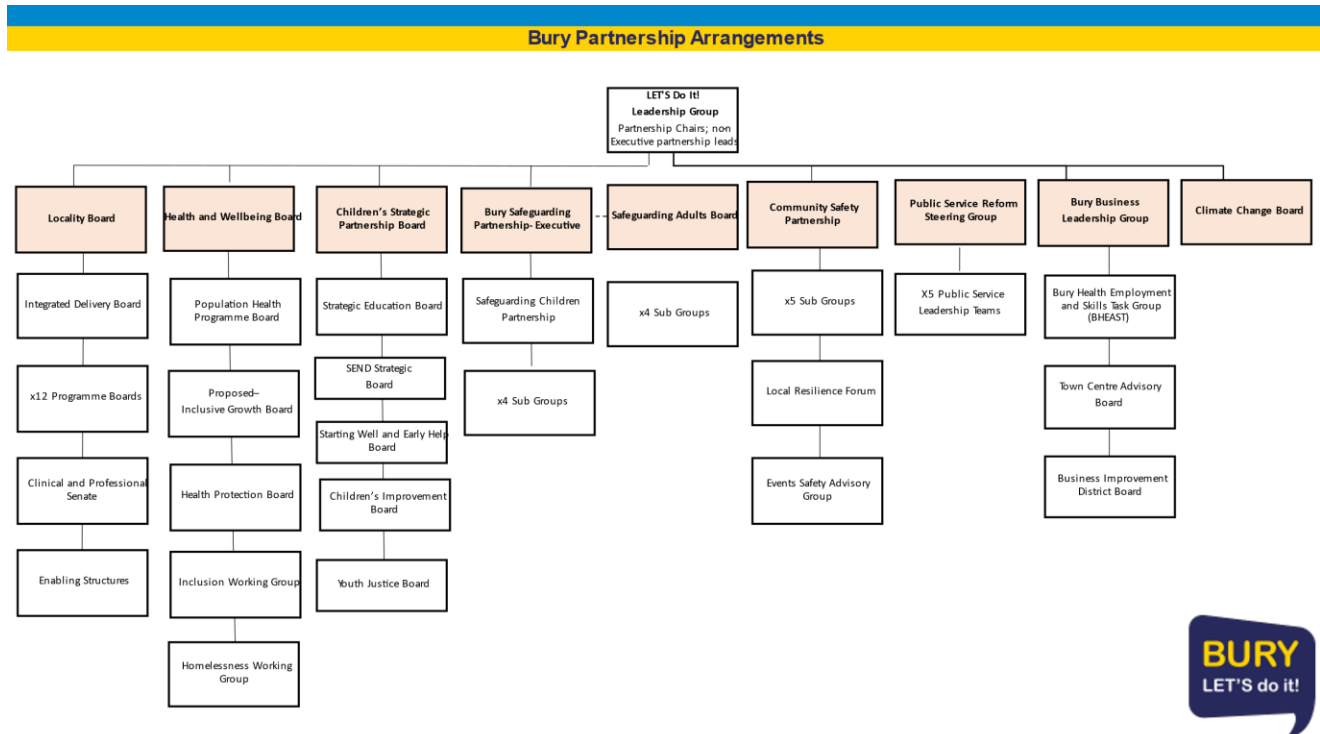 Bury Partnership Arrangements
LET'S Do It!
Leadership Group
Partnership Chairs; non
Executive partnership leads
Locality Board
Health and Wellbeing Board
Children's Strategic
Partnership Board
Bury Safeguarding
Partnership- Executive
Safeguarding Adults Board
Community Safety
Partnership
Public Service Reform
Steering Group
Bury Business
Leadership Group
Climate Change Board
Integrated Delivery Board
x12 Programme Boards
Clinical and Professional
Senate
Enabling Structures
Population Health
Programme Board
Proposed–
Inclusive Growth Board
Health Protection Board
Inclusion Working Group
Homelessness Working
Group
Strategic Education Board
SEND Strategic
Board
Starting Well and Early Help
Board
Children's Improvement
Board
Youth Justice Board
Safeguarding Children
Partnership
x4 Sub Groups
x4 Sub Groups
x5 Sub Groups
Local Resilience Forum
Events Safety Advisory
Group
X5 Public Service
Leadership Teams
Bury Health Employment
and Skills Task Group
(BHEAST)
Town Centre Advisory
Board
Business Improvement
District Board
BURY
LET'S do it!